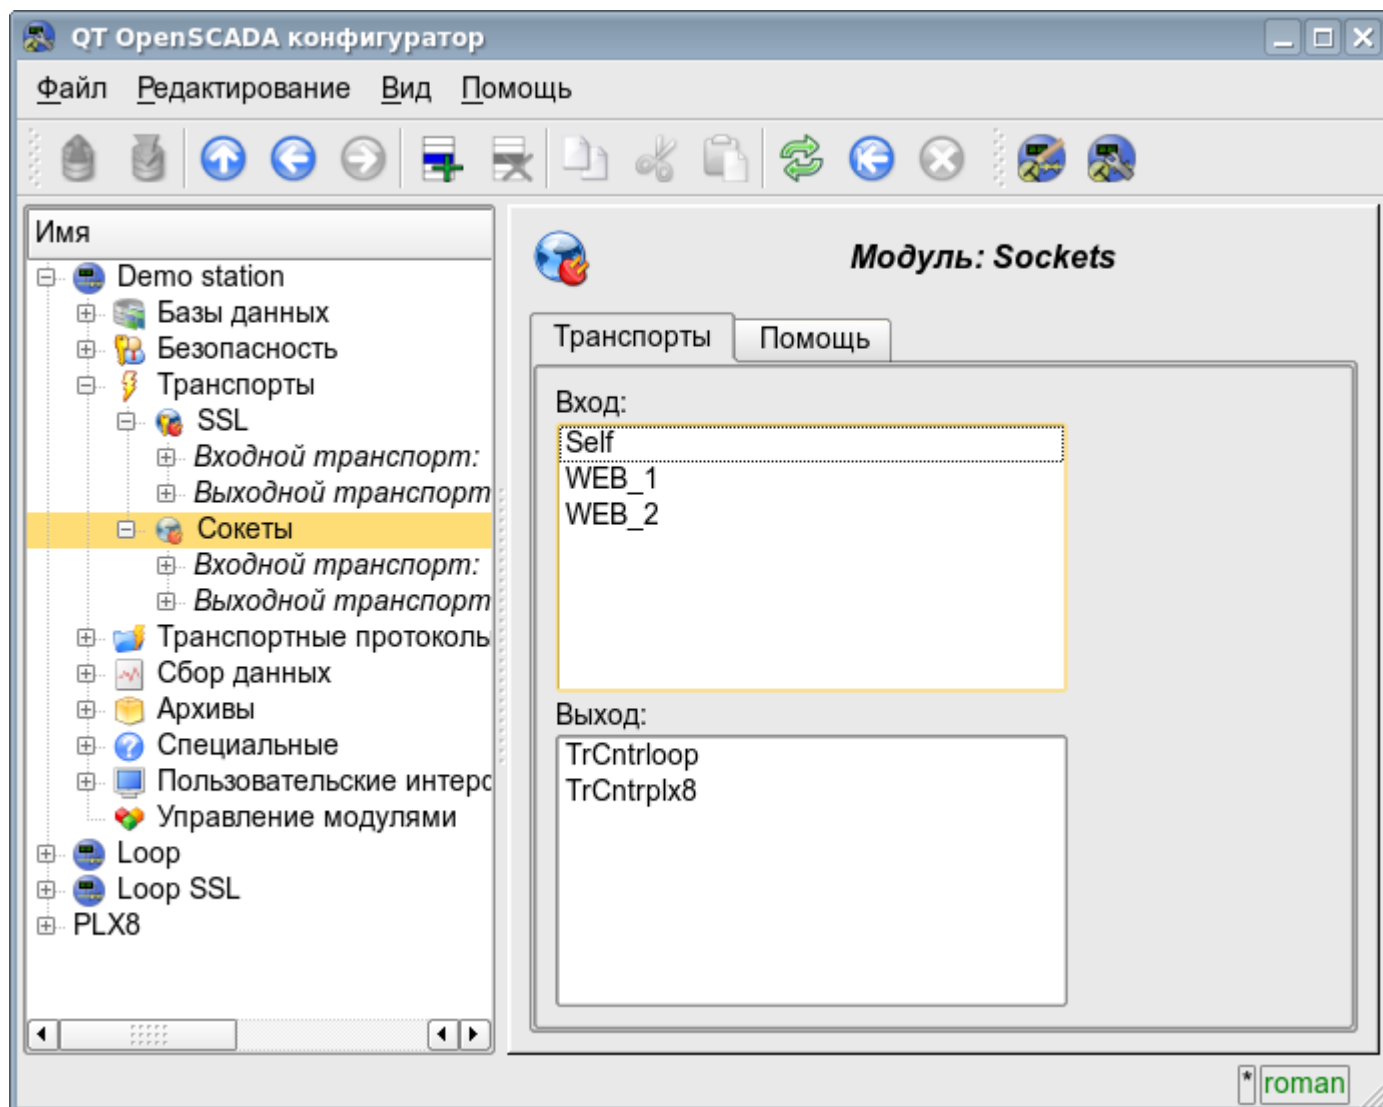 QT OpenSCADA конфигуратор
Файл Редактирование Вид Помощь
Имя
Demo station
Базы данных
Безопасность
Транспорты
SSL
Входной транспорт:
Выходной транспорт
Сокеты
Входной транспорт:
Выходной транспорт
Транспортные протоколы
Сбор данных
Архивы
Специальные
Пользовательские интерф
Управление модулями
Loop
Loop SSL
PLX8
Модуль: Sockets
Транспорты Помощь
Вход:
Self
WEB_1
WEB_2
Выход:
TrCntrloop
TrCntrplx8
* roman